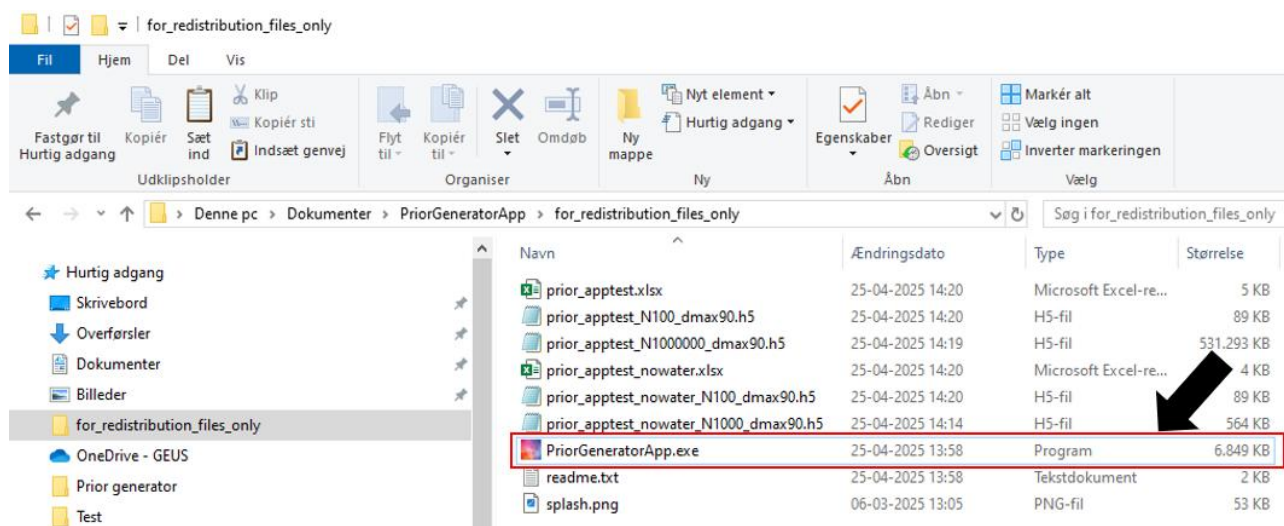 for_redistribution_files_only
Fil Hjem Del Vis
Fastgør til Hurtig adgang
Kopiér
Sæt ind
Klip
Kopiér sti
Indsæt genvej
Udklipsholder
Flyt til
Kopiér til
Slet
Omdøb
Organiser
Ny mappe
Nyt element
Hurtig adgang
Ny
Egenskaber
Åbn
Rediger
Oversigt
Åbn
Markér alt
Vælg ingen
Inverter markeringen
Vælg
Denne pc > Dokumenter > PriorGeneratorApp > for_redistribution_files_only
Søg i for_redistribution_files_only
Hurtig adgang
Skrivebord
Overførsler
Dokumenter
Billeder
for_redistribution_files_only
OneDrive - GEUS
Prior generator
Test
Navn Ændringsdato Type Størrelse
prior_apptest.xlsx 25-04-2025 14:20 Microsoft Excel-re... 5 KB
prior_apptest_N100_dmax90.h5 25-04-2025 14:20 H5-fil 89 KB
prior_apptest_N1000000_dmax90.h5 25-04-2025 14:19 H5-fil 531.293 KB
prior_apptest_nowater.xlsx 25-04-2025 14:20 Microsoft Excel-re... 4 KB
prior_apptest_nowater_N100_dmax90.h5 25-04-2025 14:20 H5-fil 89 KB
prior_apptest_nowater_N1000_dmax90.h5 25-04-2025 14:14 H5-fil 564 KB
PriorGeneratorApp.exe 25-04-2025 13:58 Program 6.849 KB
readme.txt 25-04-2025 13:58 Tekstdokument 2 KB
splash.png 06-03-2025 13:05 PNG-fil 53 KB